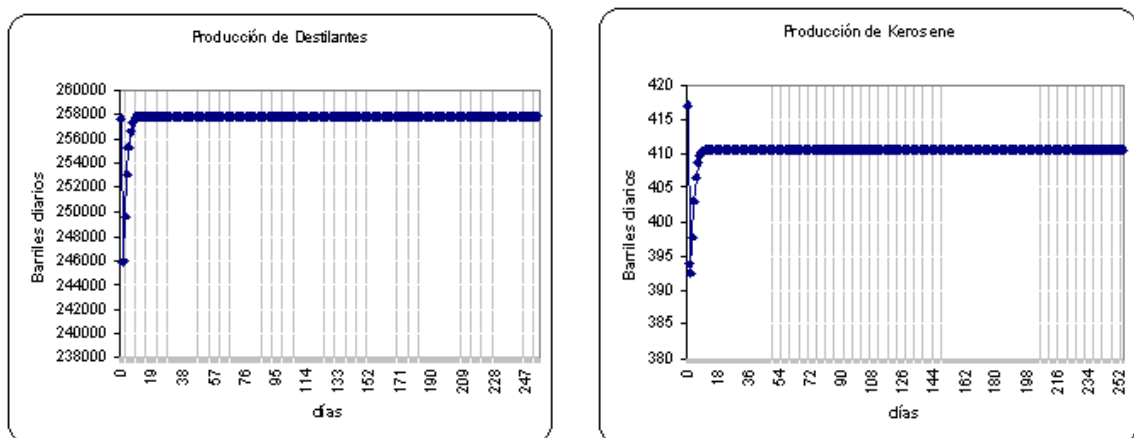 Producción de Destilantes
260000
258000
256000
254000
252000
250000
248000
246000
244000
242000
240000
238000
Barriles diarios
0 19 38 57 76 95 114 133 152 171 190 209 228 247
días
Producción de Kerosene
420
415
410
405
400
395
390
385
380
Barriles diarios
0 18 36 54 72 90 108 126 144 162 180 198 216 234 252
días